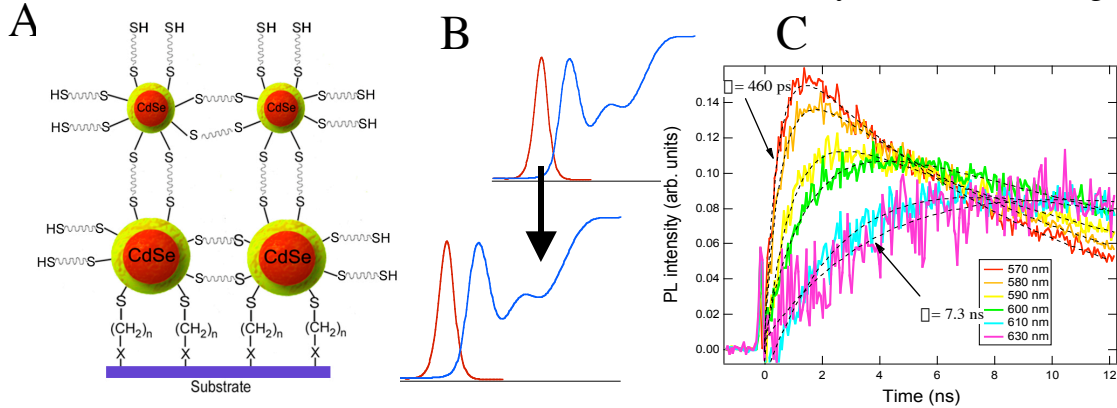 A
B
C
SH SH SH SH
S S S S
HS S CdSe S S CdSe S SH
HS S S S S SH
S S S S
HS S S S S SH
HS S CdSe S S CdSe S SH
S S S S
(CH2)n (CH2)n (CH2)n (CH2)n
X X X X
Substrate
PL intensity (arb. units)
0.14
0.12
0.10
0.08
0.06
0.04
0.02
0.00
= 460 ps
= 7.3 ns
570 nm
580 nm
590 nm
600 nm
610 nm
630 nm
0 2 4 6 8 10 12
Time (ns)